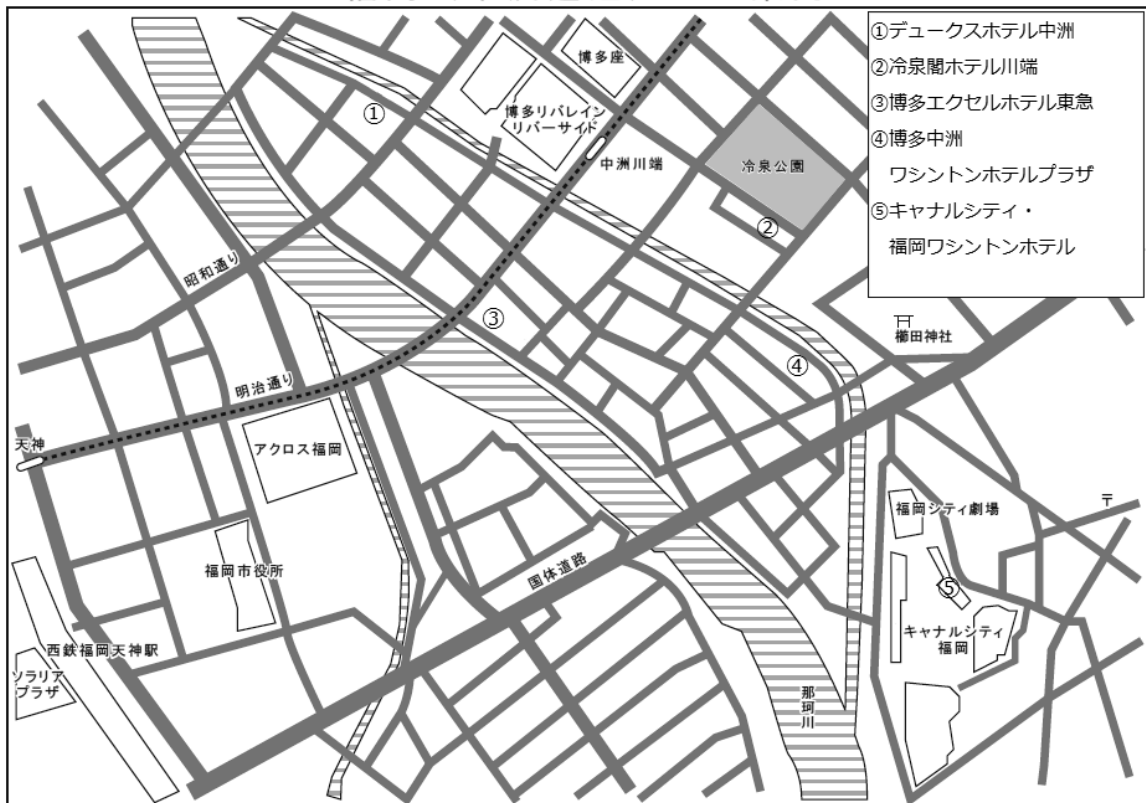 ①デュークスホテル中洲
②冷泉閣ホテル川端
③博多エクセルホテル東急
④博多中洲
ワシントンホテルプラザ
⑤キャナルシティ・
福岡ワシントンホテル
博多座
博多リバレイン
リバーサイド
①
中洲川端
冷泉公園
②
昭和通り
③
櫛田神社
④
明治通り
天神
アクロス福岡
〒
福岡シティ劇場
福岡市役所
国体道路
⑤
キャナルシティ
福岡
西鉄福岡天神駅
ソラリア
プラザ
那珂川